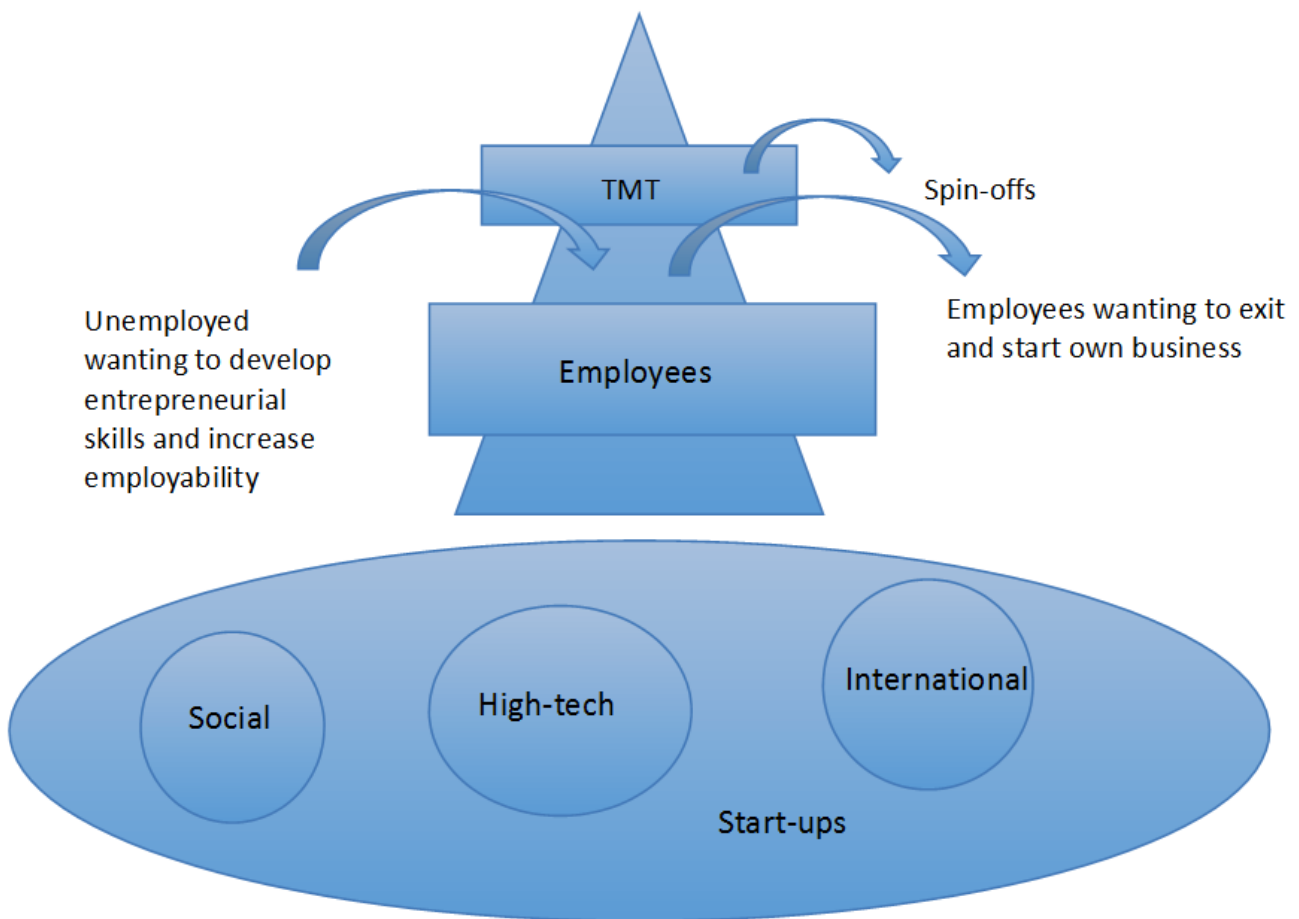 TMT
Spin-offs
Unemployed
wanting to develop
entrepreneurial
skills and increase
employability
Employees wanting to exit
and start own business
Employees
Social
High-tech
International
Start-ups